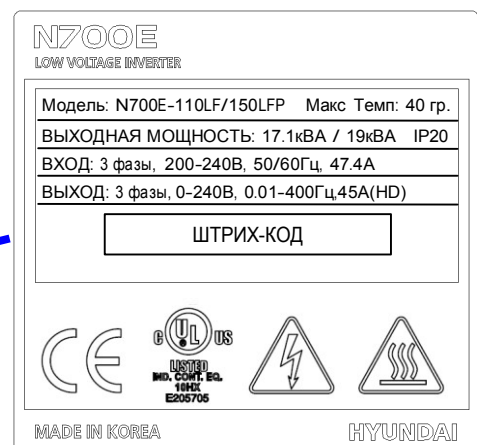 N700E
LOW VOLTAGE INVERTER
Модель: N700E-110LF/150LFP Макс Темп: 40 гр.
ВЫХОДНАЯ МОЩНОСТЬ: 17.1кВА / 19кВА IP20
ВХОД: 3 фазы, 200-240В, 50/60Гц, 47.4А
ВЫХОД: 3 фазы, 0-240В, 0.01-400Гц,45А(HD)
ШТРИХ-КОД
CE
C UL US
LISTED
IND. CONT. EQ.
10HX
E205705
MADE IN KOREA HYUNDAI